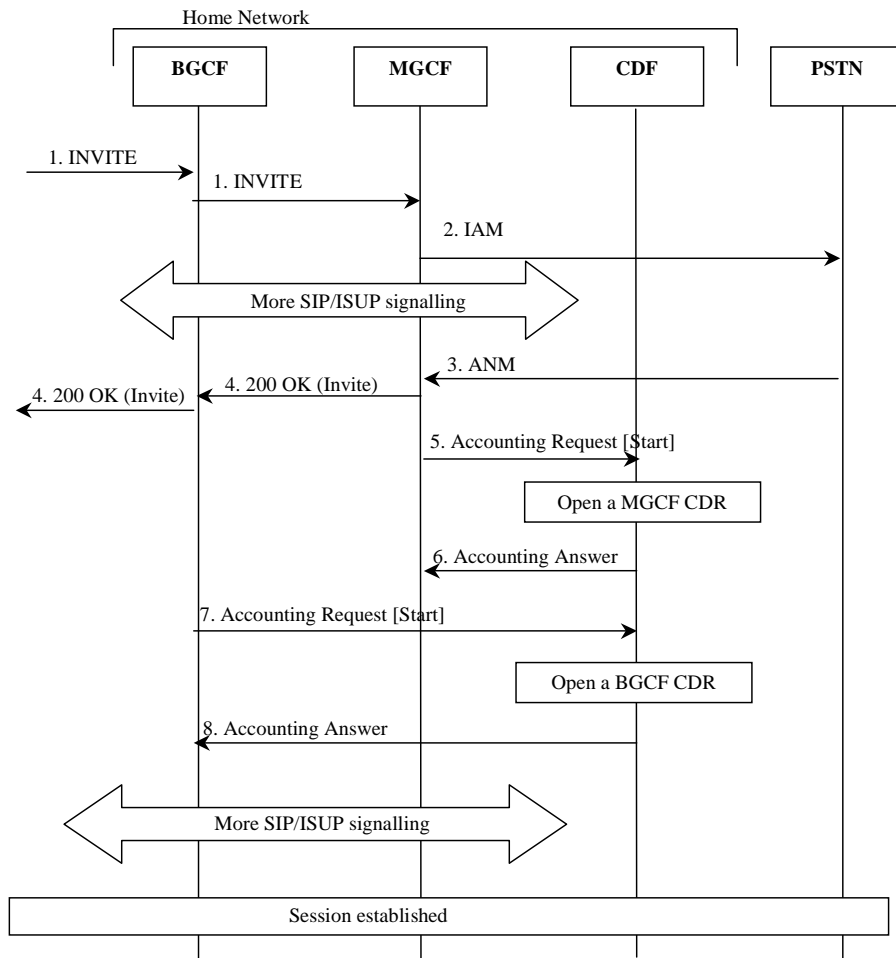 Home Network
BGCF
MGCF
CDF
PSTN
1. INVITE
1. INVITE
2. IAM
More SIP/ISUP signalling
3. ANM
4. 200 OK (Invite)
4. 200 OK (Invite)
5. Accounting Request [Start]
Open a MGCF CDR
6. Accounting Answer
7. Accounting Request [Start]
Open a BGCF CDR
8. Accounting Answer
More SIP/ISUP signalling
Session established